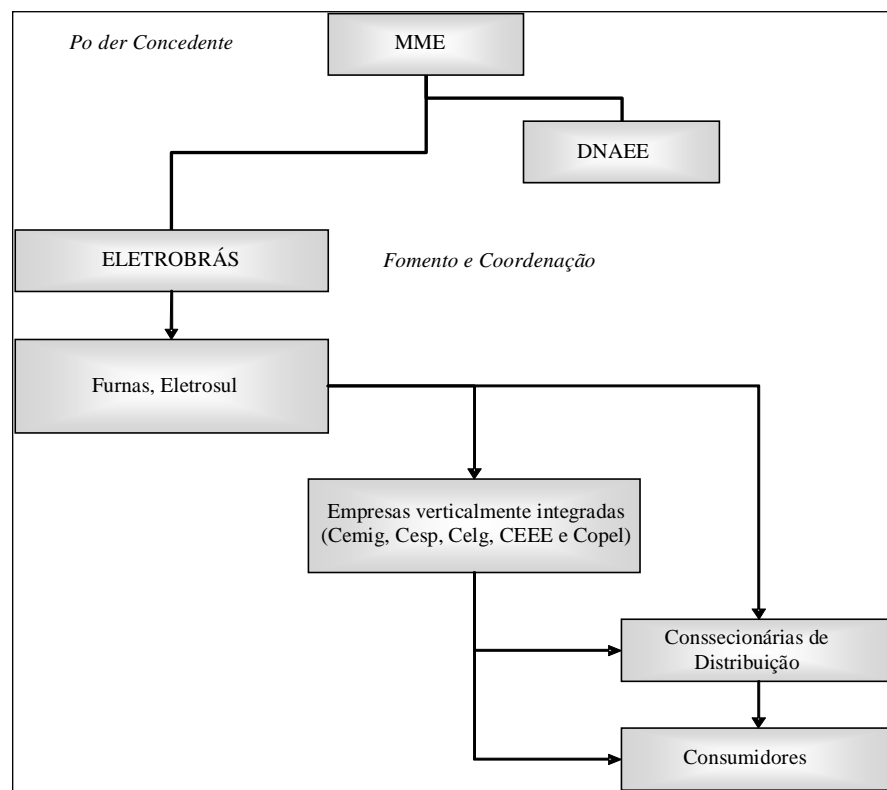 Po der Concedente
MME
DNAEE
ELETROBRÁS
Fomento e Coordenação
Furnas, Eletrosul
Empresas verticalmente integradas
(Cemig, Cesp, Celg, CEEE e Copel)
Conssecionárias de
Distribuição
Consumidores